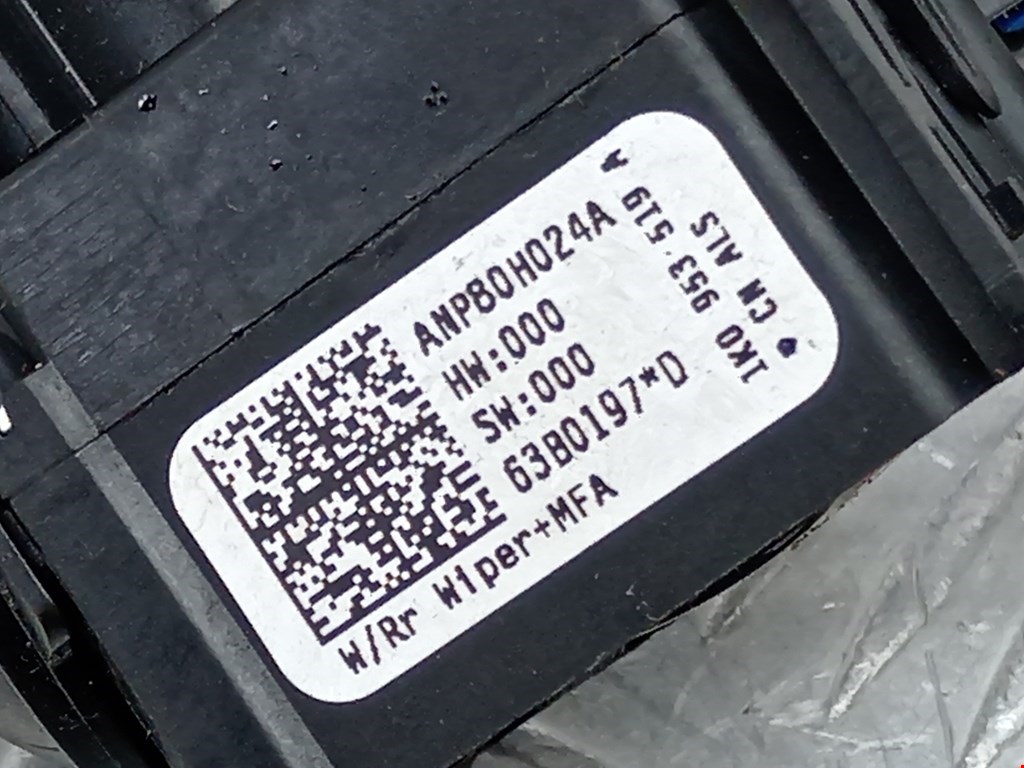 ANP80H024A
HW:000
SW:000
63B0197*D
W/Rr Wiper+MFA
1K0 953 519 A
CN ALS